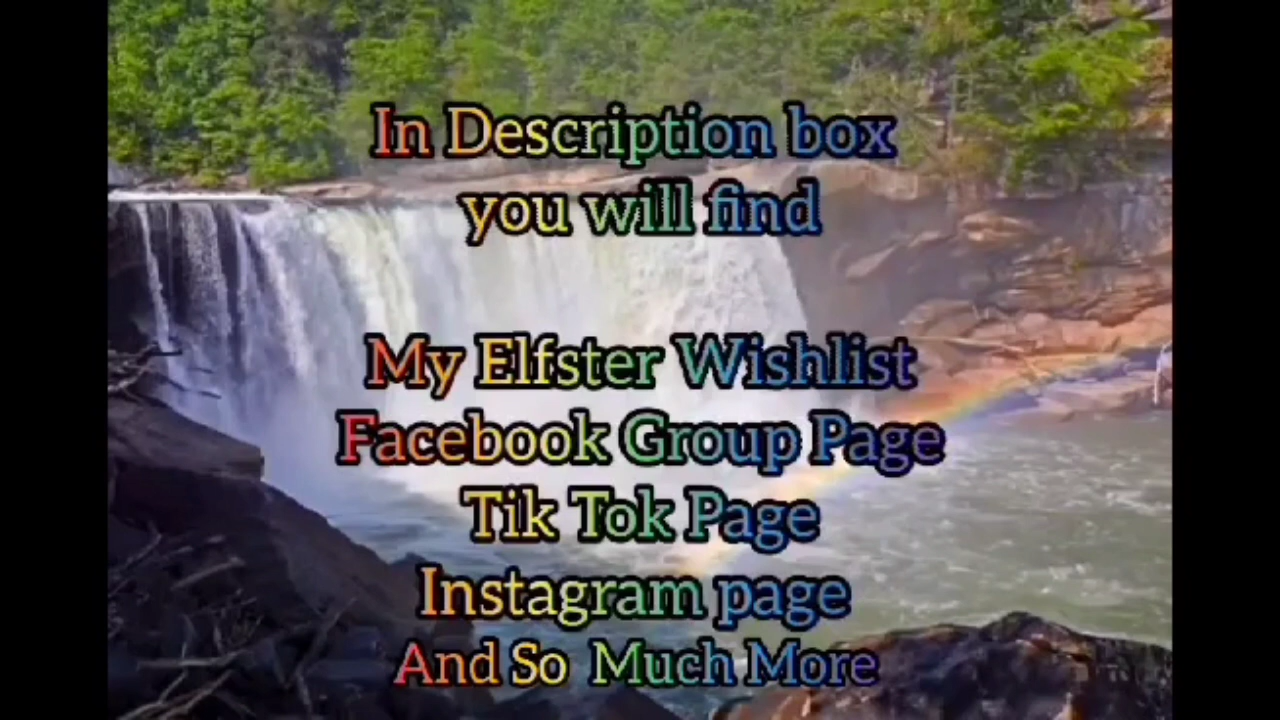 In Description box
you will find
My Elfster Wishlist
Facebook Group Page
Tik Tok Page
Instagram page
And So Much More